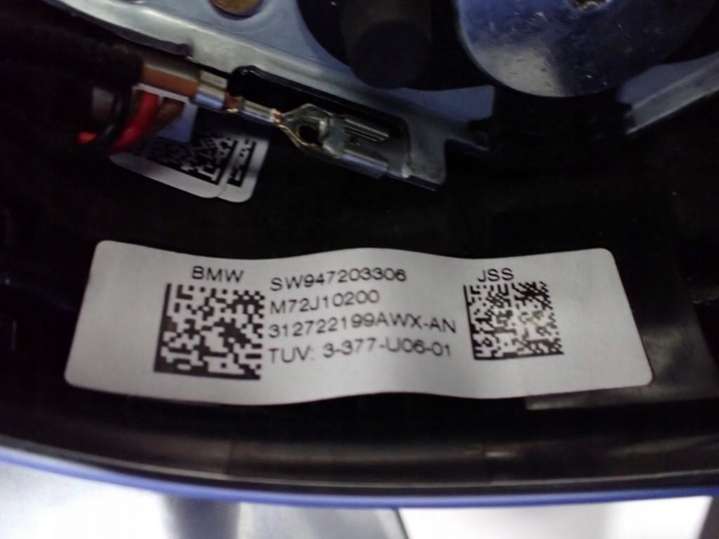 BMW
SW947203306
M72J10200
312722199AWX-AN
TUV: 3-377-U06-01
JSS